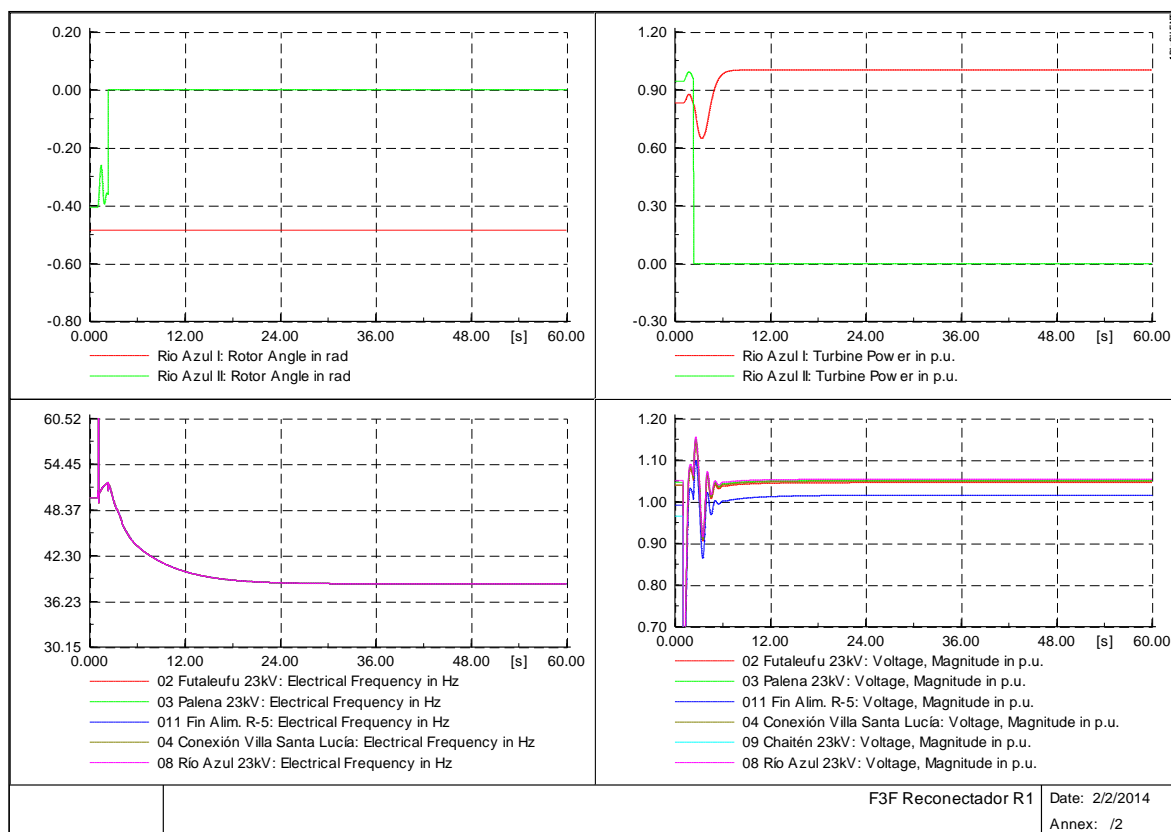 0.20
0.00
-0.20
-0.40
-0.60
-0.80
0.000 12.00 24.00 36.00 48.00 [s] 60.00
Rio Azul I: Rotor Angle in rad
Rio Azul II: Rotor Angle in rad
1.20
0.90
0.60
0.30
0.00
-0.30
0.000 12.00 24.00 36.00 48.00 [s] 60.00
Rio Azul I: Turbine Power in p.u.
Rio Azul II: Turbine Power in p.u.
60.52
54.45
48.37
42.30
36.23
30.15
0.000 12.00 24.00 36.00 48.00 [s] 60.00
02 Futaleufu 23kV: Electrical Frequency in Hz
03 Palena 23kV: Electrical Frequency in Hz
011 Fin Alim. R-5: Electrical Frequency in Hz
04 Conexión Villa Santa Lucía: Electrical Frequency in Hz
08 Río Azul 23kV: Electrical Frequency in Hz
1.20
1.10
1.00
0.90
0.80
0.70
0.000 12.00 24.00 36.00 48.00 [s] 60.00
02 Futaleufu 23kV: Voltage, Magnitude in p.u.
03 Palena 23kV: Voltage, Magnitude in p.u.
011 Fin Alim. R-5: Voltage, Magnitude in p.u.
04 Conexión Villa Santa Lucía: Voltage, Magnitude in p.u.
09 Chaitén 23kV: Voltage, Magnitude in p.u.
08 Río Azul 23kV: Voltage, Magnitude in p.u.
F3F Reconectador R1
Date: 2/2/2014
Annex: /2